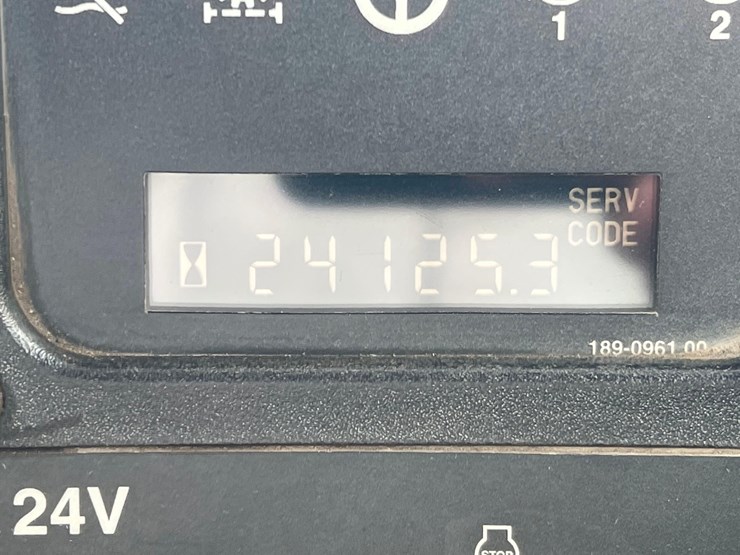 1
2
SERV
CODE
24125.3
189-0961 00
24V
STOP